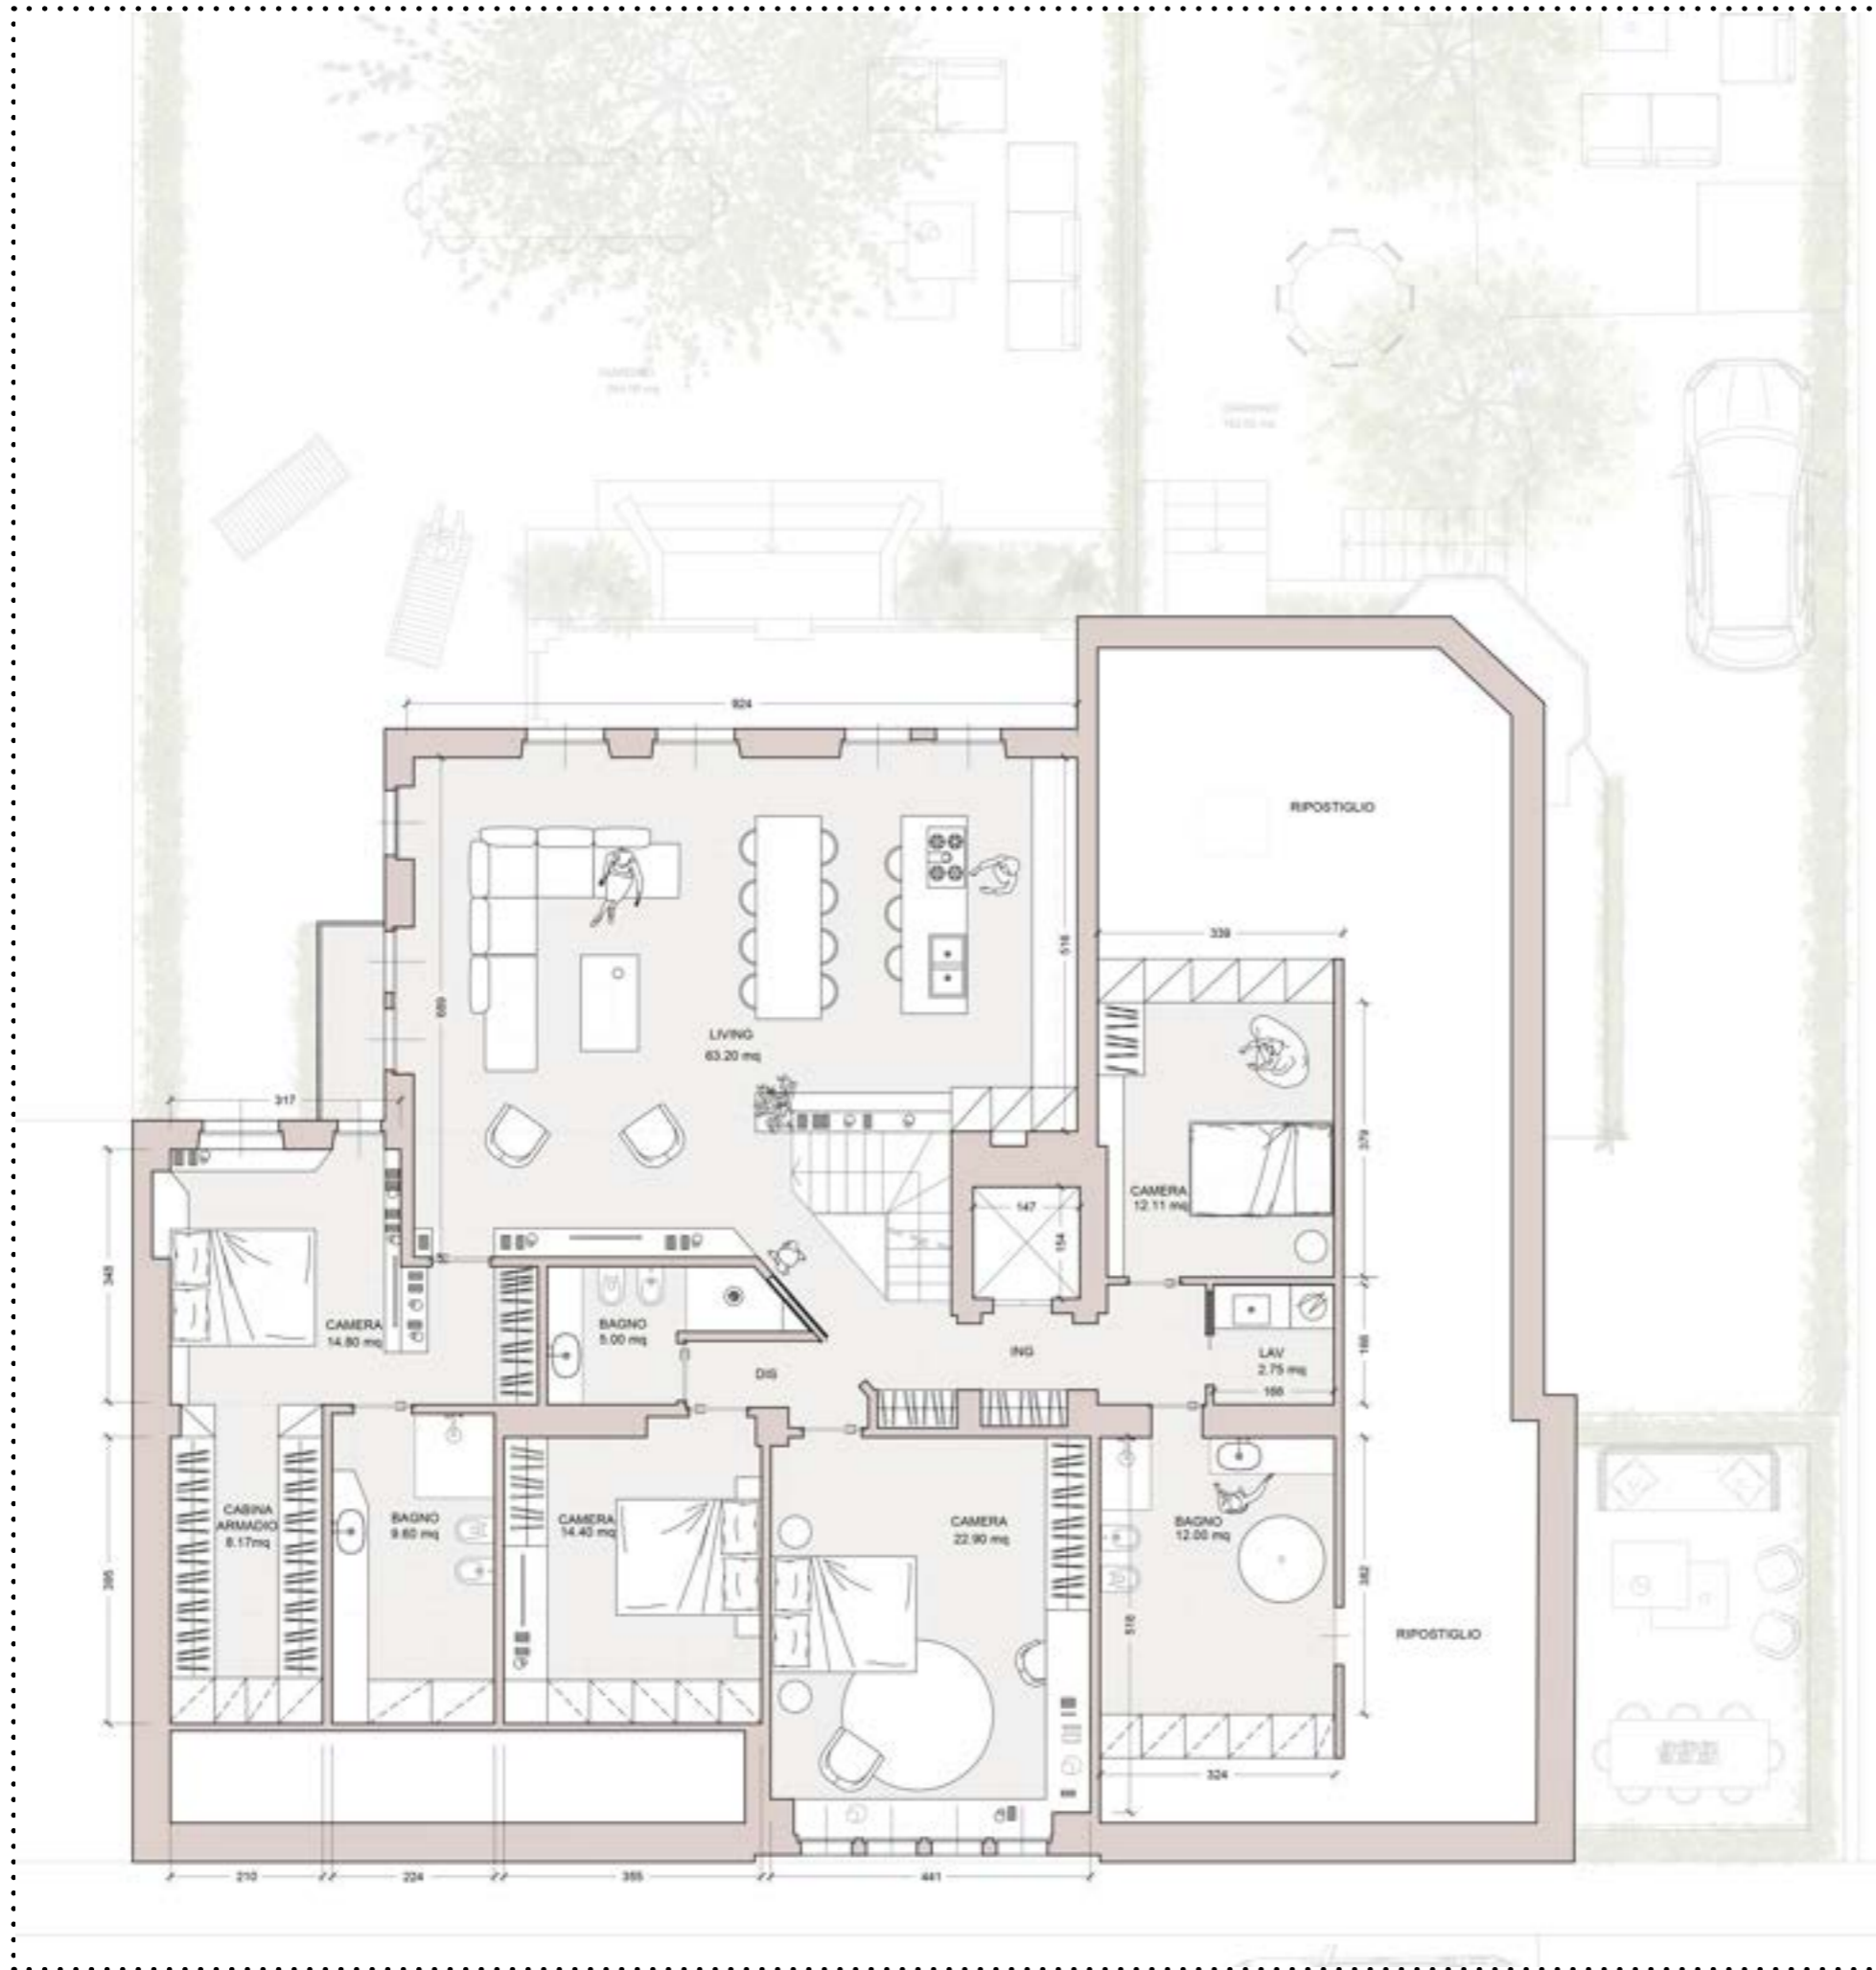 924
RIPOSTIGLIO
339
516
689
LIVING
63.20 mq
317
379
CAMERA
12.11 mq
147
154
348
CAMERA
14.80 mq
BAGNO
5.00 mq
ING
LAV
2.75 mq
166
168
DIS
CABINA
ARMADIO
8.17mq
BAGNO
9.60 mq
CAMERA
14.40 mq
CAMERA
22.90 mq
BAGNO
12.00 mq
395
382
516
RIPOSTIGLIO
324
210
224
355
441